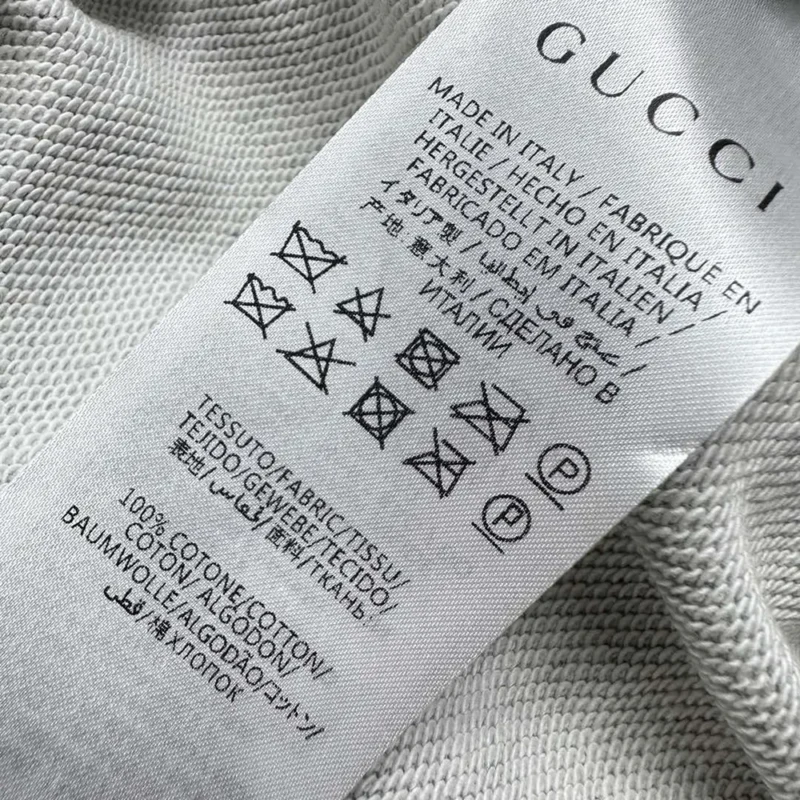 GUCCI
MADE IN ITALY / FABRIQUÉ EN
ITALIE / HECHO EN ITALIA /
HERGESTELLT IN ITALIEN /
FABRICADO EM ITALIA /
イタリア製 / صنع في إيطاليا /
产地 意大利 / СДЕЛАНО В
ИТАЛИИ
P
P
TESSUTO/FABRIC/TISSU/
TEJIDO/GEWEBE/TECIDO/
表地/قماش/面料/ТКАНЬ:
100% COTONE/COTTON/
COTON/ ALGODÓN/
BAUMWOLLE/ALGODÃO/コットン/
قطن/棉 ХЛОПОК